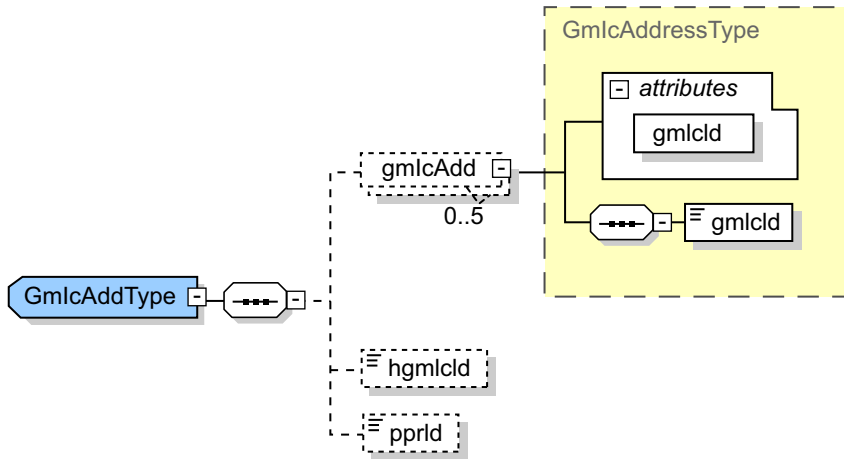 GmlcAddressType
attributes
gmlcId
gmlcAdd
0..5
gmlcId
GmlcAddType
hgmlcId
pprId